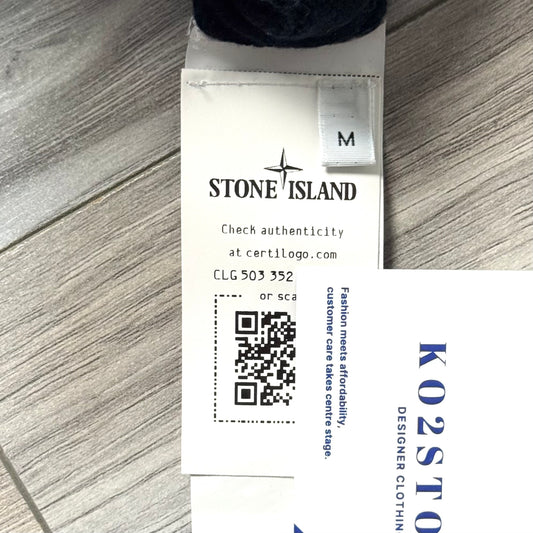 M
STONE ISLAND
Check authenticity
at certilogo.com
CLG 503 352
or sca
Fashion meets affordability,
customer care takes centre stage.
KO2STO
DESIGNER CLOTHIN